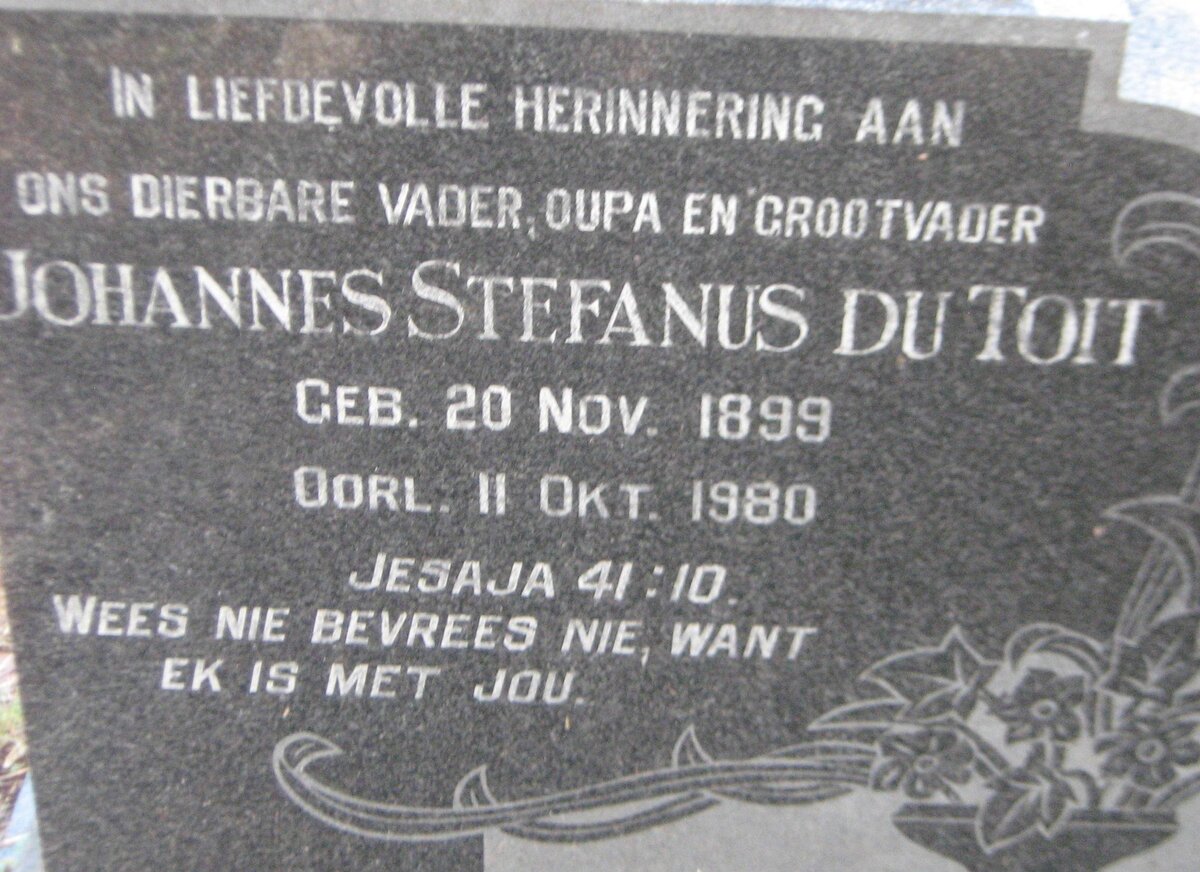 IN LIEFDEVOLLE HERINNERING AAN
ONS DIERBARE VADER, OUPA EN GROOTVADER
JOHANNES STEFANUS DU TOIT
GEB. 20 NOV. 1899
OORL. 11 OKT. 1980
JESAJA 41:10.
WEES NIE BEVREES NIE, WANT
EK IS MET JOU.